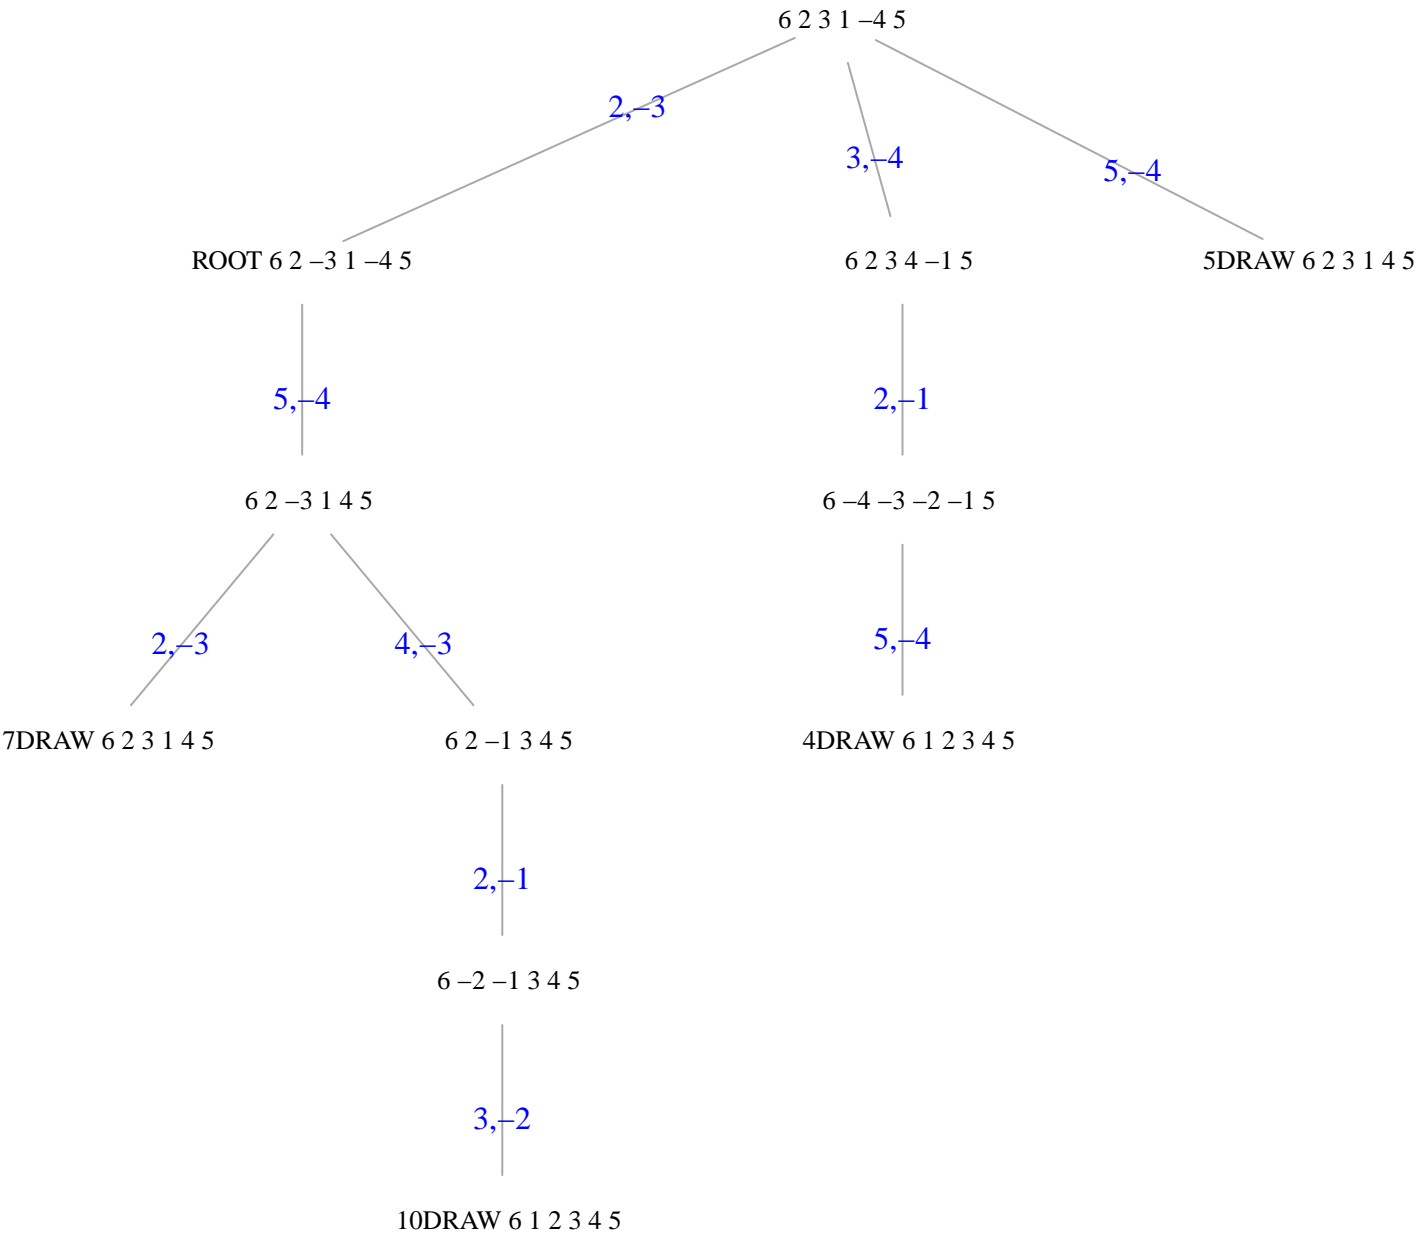 6 2 3 1 –4 5
2,–3
3,–4
5,–4
ROOT 6 2 –3 1 –4 5
6 2 3 4 –1 5
5DRAW 6 2 3 1 4 5
5,–4
2,–1
6 2 –3 1 4 5
6 –4 –3 –2 –1 5
2,–3
4,–3
5,–4
7DRAW 6 2 3 1 4 5
6 2 –1 3 4 5
4DRAW 6 1 2 3 4 5
2,–1
6 –2 –1 3 4 5
3,–2
10DRAW 6 1 2 3 4 5